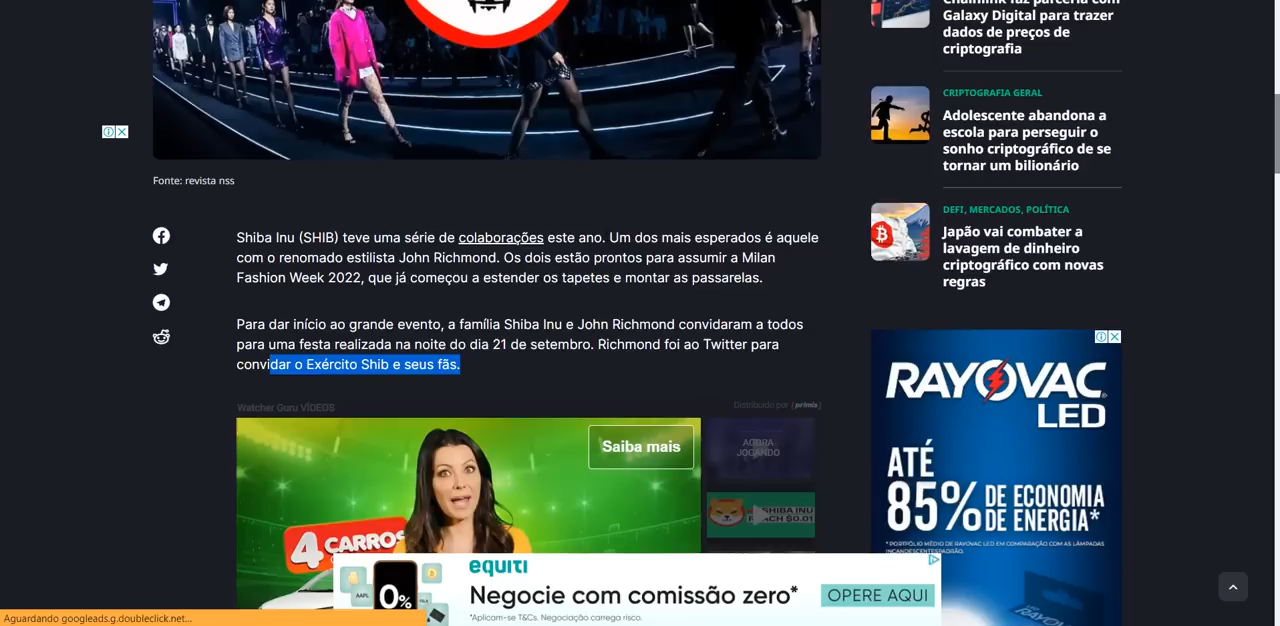 Fonte: revista nss
Shiba Inu (SHIB) teve uma série de colaborações este ano. Um dos mais esperados é aquele
com o renomado estilista John Richmond. Os dois estão prontos para assumir a Milan
Fashion Week 2022, que já começou a estender os tapetes e montar as passarelas.
Para dar início ao grande evento, a família Shiba Inu e John Richmond convidaram a todos
para uma festa realizada na noite do dia 21 de setembro. Richmond foi ao Twitter para
convidar o Exército Shib e seus fãs.
Watcher Guru VÍDEOS
Distribuído por [primis]
Saiba mais
4 CARROS
AGORA
JOGANDO
SHIBA INU
REACH $0.01
Chainlink faz parceria com
Galaxy Digital para trazer
dados de preços de
criptografia
CRIPTOGRAFIA GERAL
Adolescente abandona a
escola para perseguir o
sonho criptográfico de se
tornar um bilionário
DEFI, MERCADOS, POLÍTICA
Japão vai combater a
lavagem de dinheiro
criptográfico com novas
regras
RAYOVAC
LED
ATÉ
85% DE ECONOMIA
DE ENERGIA*
*PORTFÓLIO MÉDIO DE RAYOVAC LED EM COMPARAÇÃO COM AS LÂMPADAS
INCANDESCENTES PADRÃO.
RAYOVAC
AAPL
0%
equiti
Negocie com comissão zero*
*Aplicam-se T&Cs. Negociação carrega risco.
OPERE AQUI
Aguardando googleads.g.doubleclick.net...